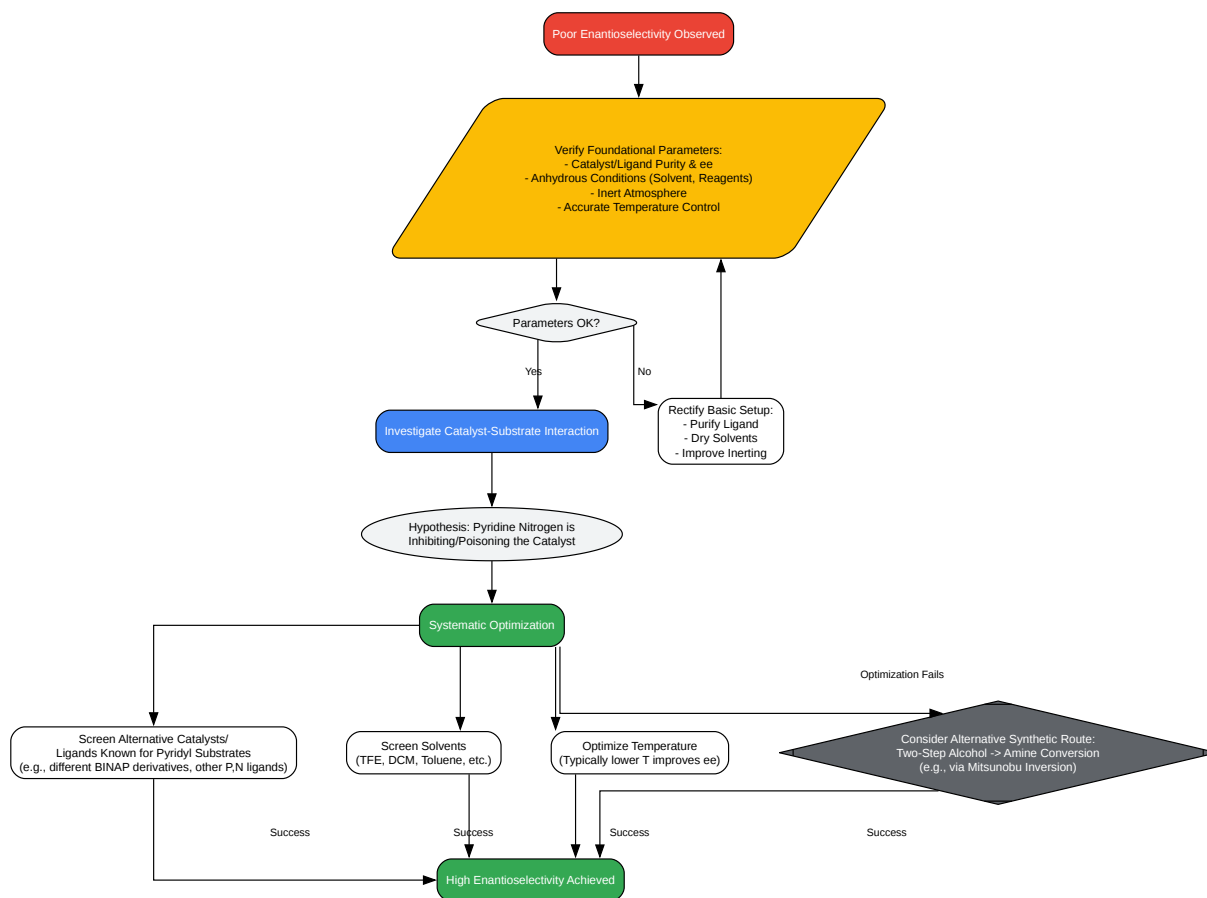 Poor Enantioselectivity Observed
Verify Foundational Parameters:
- Catalyst/Ligand Purity & ee
- Anhydrous Conditions (Solvent, Reagents)
- Inert Atmosphere
- Accurate Temperature Control
Parameters OK?
Yes
No
Rectify Basic Setup:
- Purify Ligand
- Dry Solvents
- Improve Inerting
Investigate Catalyst-Substrate Interaction
Hypothesis: Pyridine Nitrogen is
Inhibiting/Poisoning the Catalyst
Systematic Optimization
Optimization Fails
Screen Alternative Catalysts/
Ligands Known for Pyridyl Substrates
(e.g., different BINAP derivatives, other P,N ligands)
Screen Solvents
(TFE, DCM, Toluene, etc.)
Optimize Temperature
(Typically lower T improves ee)
Consider Alternative Synthetic Route:
Two-Step Alcohol -> Amine Conversion
(e.g., via Mitsunobu Inversion)
Success
Success
Success
Success
High Enantioselectivity Achieved